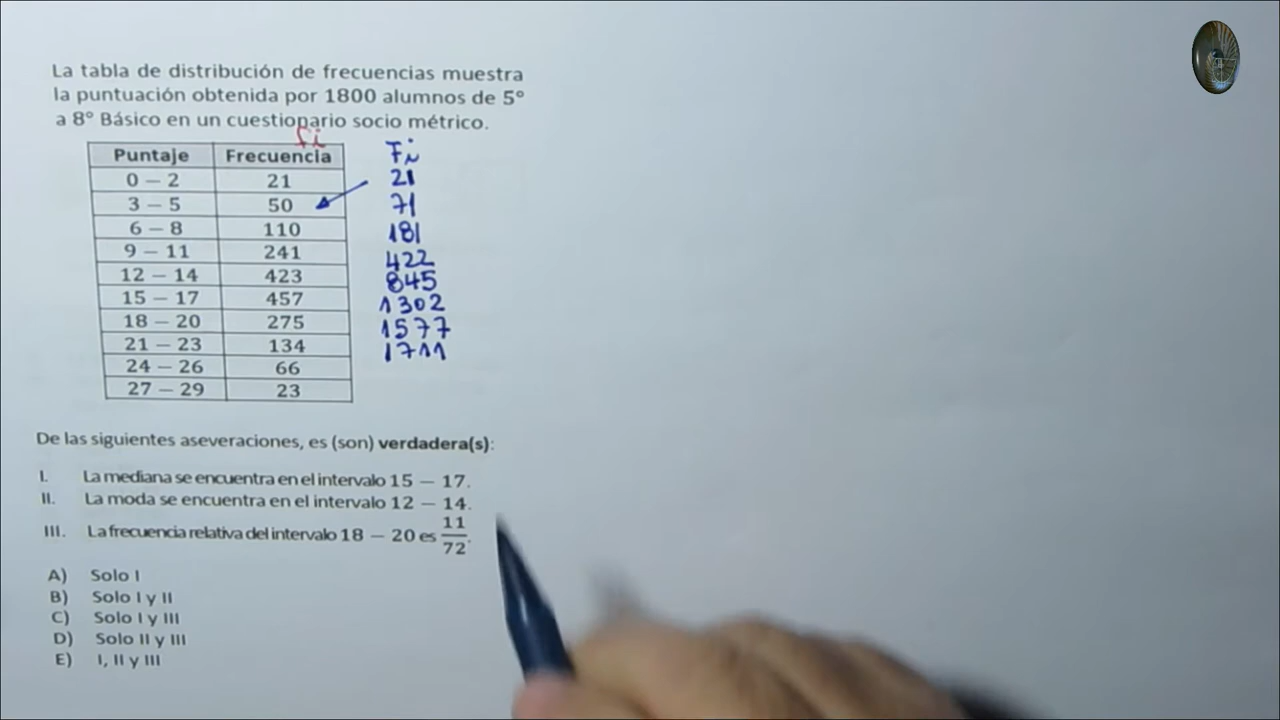 La tabla de distribución de frecuencias muestra
la puntuación obtenida por 1800 alumnos de 5°
a 8° Básico en un cuestionario socio métrico.
fi
Puntaje Frecuencia Fi
0 – 2 21 21
3 – 5 50 71
6 – 8 110 181
9 – 11 241 422
12 – 14 423 845
15 – 17 457 1302
18 – 20 275 1577
21 – 23 134 1711
24 – 26 66
27 – 29 23
De las siguientes aseveraciones, es (son) verdadera(s):
I. La mediana se encuentra en el intervalo 15 – 17.
II. La moda se encuentra en el intervalo 12 – 14.
III. La frecuencia relativa del intervalo 18 – 20 es 11/72.
A) Solo I
B) Solo I y II
C) Solo I y III
D) Solo II y III
E) I, II y III